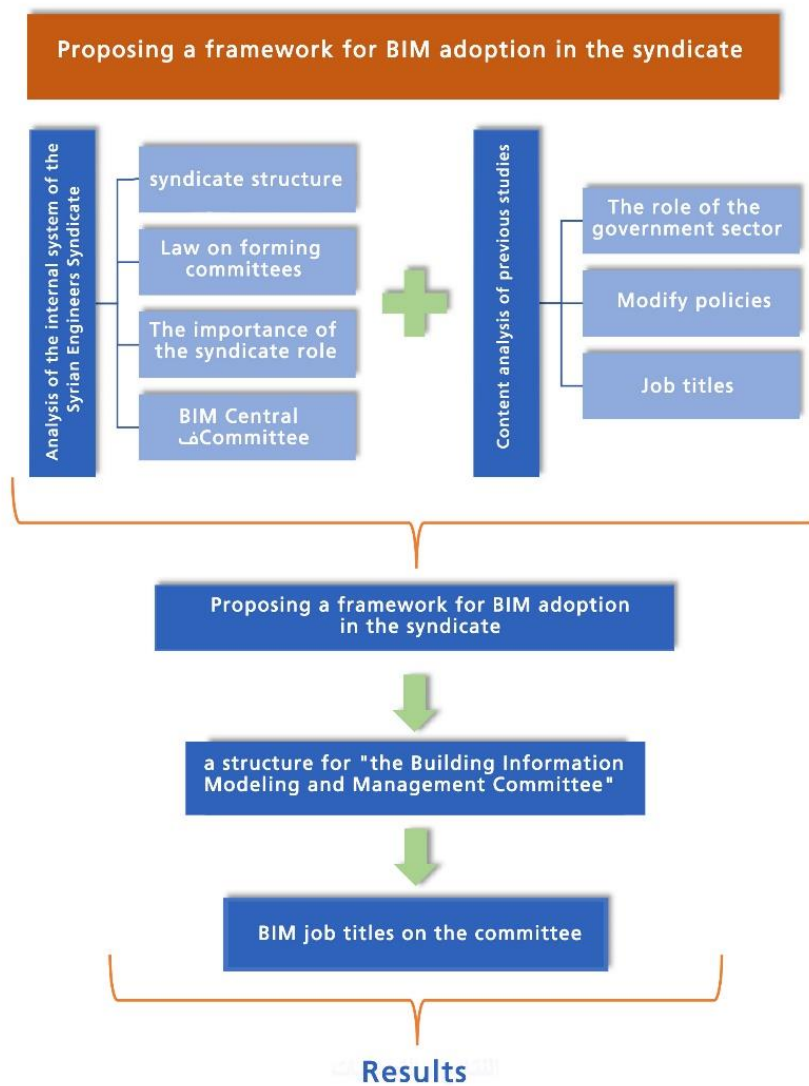 Proposing a framework for BIM adoption in the syndicate
Analysis of the internal system of the
Syrian Engineers Syndicate
syndicate structure
Law on forming
committees
The importance of
the syndicate role
BIM Central
فCommittee
Content analysis of previous studies
The role of the
government sector
Modify policies
Job titles
Proposing a framework for BIM adoption
in the syndicate
a structure for "the Building Information
Modeling and Management Committee"
BIM job titles on the committee
Results